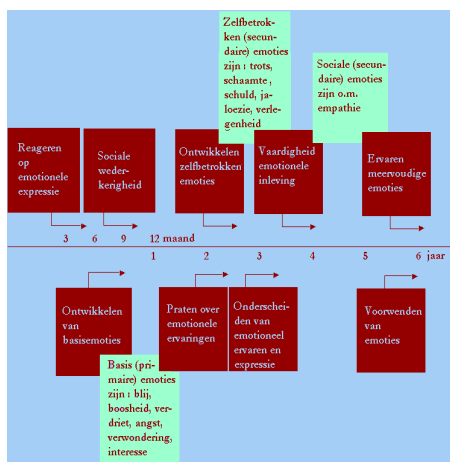 Zelfbetrok-
ken (secun-
daire) emoties
zijn : trots,
schaamte ,
schuld, ja-
loezie, verle-
genheid
Sociale (secun-
daire) emoties
zijn o.m.
empathie
Reageren
op
emotionele
expressie
Sociale
weder-
kerigheid
Ontwikkelen
zelfbetrokken
emoties
Vaardigheid
emotionele
inleving
Ervaren
meervoudige
emoties
3 6 9 12 maand
1 2 3 4 5 6 jaar
Ontwikkelen
van
basisemoties
Praten over
emotionele
ervaringen
Onderscheiden
van
emotioneel
ervaren en
expressie
Voorwenden
van
emoties
Basis (pri-
maire) emoties
zijn : blij,
boosheid, ver-
driet, angst,
verwondering,
interesse